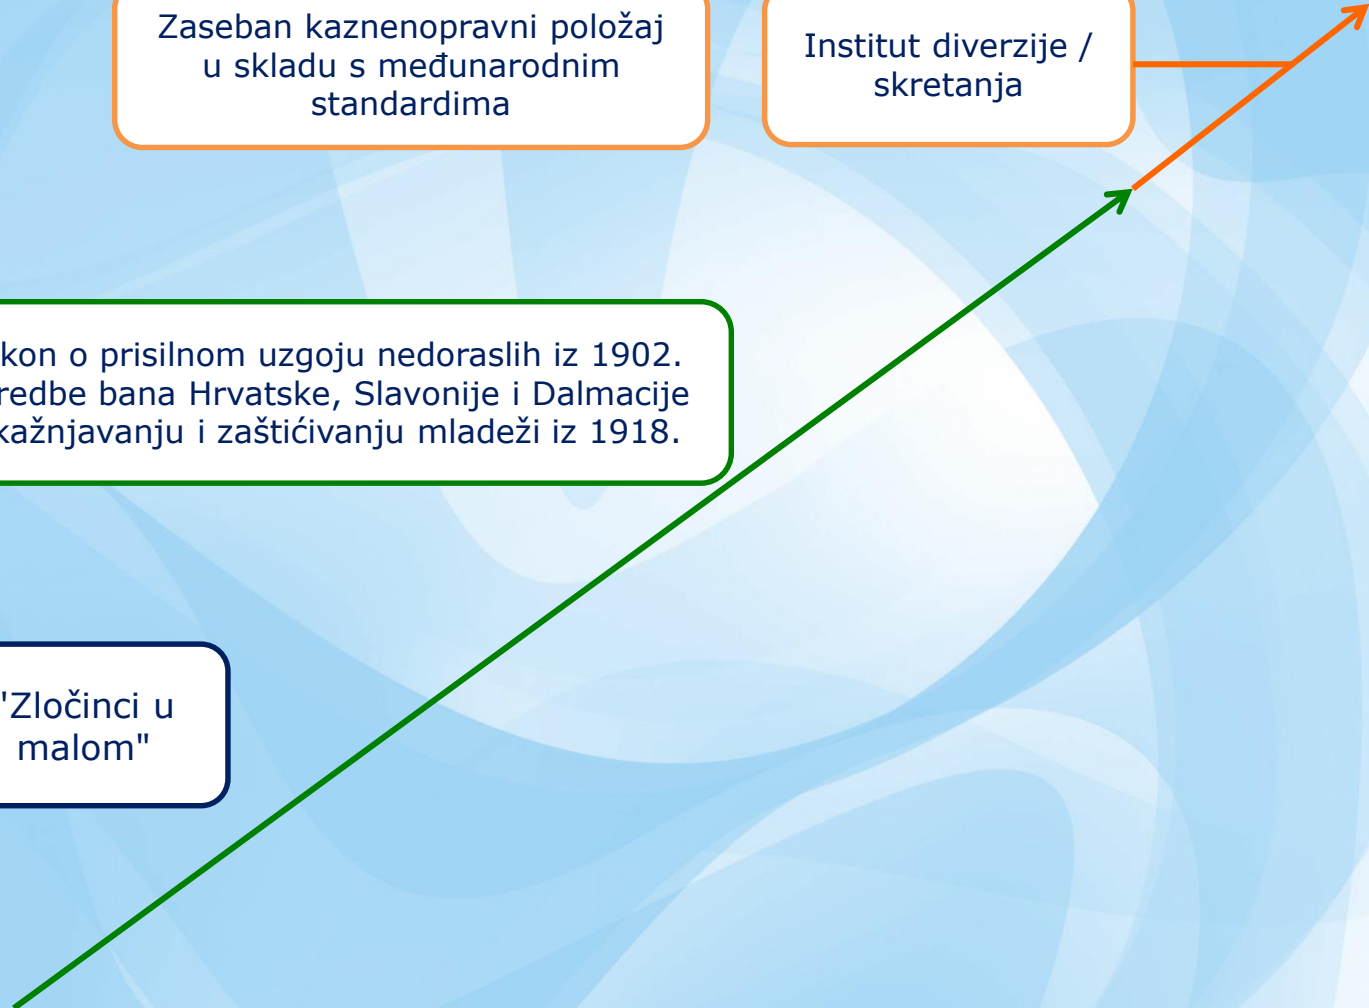 Zaseban kaznenopravni položaj
u skladu s međunarodnim
standardima
Institut diverzije /
skretanja
kon o prisilnom uzgoju nedoraslih iz 1902.
redbe bana Hrvatske, Slavonije i Dalmacije
kažnjavanju i zaštićivanju mladeži iz 1918.
"Zločinci u
malom"